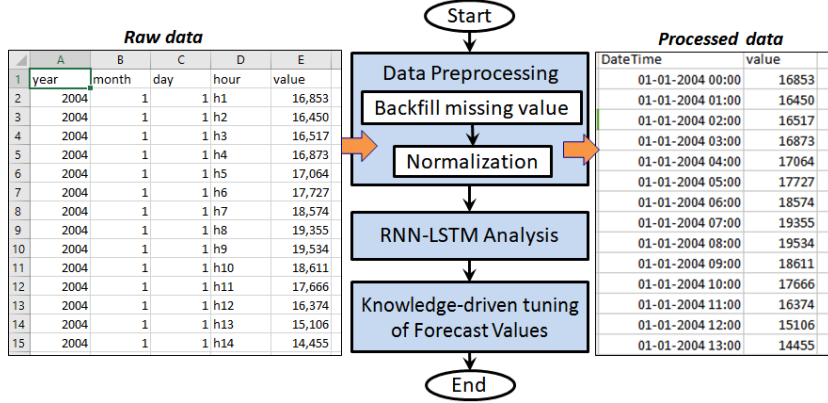 Raw data
A B C D E
1 year month day hour value
2 2004 1 1 h1 16,853
3 2004 1 1 h2 16,450
4 2004 1 1 h3 16,517
5 2004 1 1 h4 16,873
6 2004 1 1 h5 17,064
7 2004 1 1 h6 17,727
8 2004 1 1 h7 18,574
9 2004 1 1 h8 19,355
10 2004 1 1 h9 19,534
11 2004 1 1 h10 18,611
12 2004 1 1 h11 17,666
13 2004 1 1 h12 16,374
14 2004 1 1 h13 15,106
15 2004 1 1 h14 14,455
Start
Data Preprocessing
Backfill missing value
Normalization
RNN-LSTM Analysis
Knowledge-driven tuning
of Forecast Values
End
Processed data
DateTime value
01-01-2004 00:00 16853
01-01-2004 01:00 16450
01-01-2004 02:00 16517
01-01-2004 03:00 16873
01-01-2004 04:00 17064
01-01-2004 05:00 17727
01-01-2004 06:00 18574
01-01-2004 07:00 19355
01-01-2004 08:00 19534
01-01-2004 09:00 18611
01-01-2004 10:00 17666
01-01-2004 11:00 16374
01-01-2004 12:00 15106
01-01-2004 13:00 14455